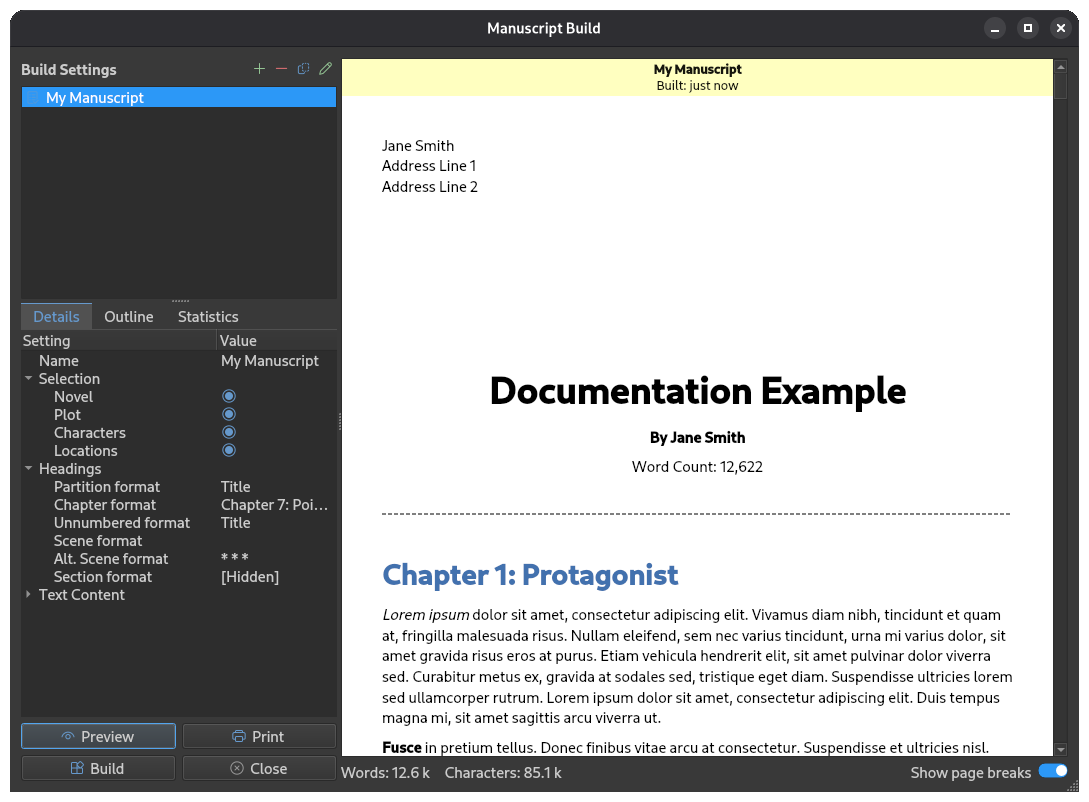 Manuscript Build
Build Settings
My Manuscript
Details Outline Statistics
Setting Value
Name My Manuscript
Selection
Novel
Plot
Characters
Locations
Headings
Partition format Title
Chapter format Chapter 7: Poi...
Unnumbered format Title
Scene format
Alt. Scene format * * *
Section format [Hidden]
Text Content
Preview Print
Build Close
My Manuscript
Built: just now
Jane Smith
Address Line 1
Address Line 2
Documentation Example
By Jane Smith
Word Count: 12,622
Chapter 1: Protagonist
Lorem ipsum dolor sit amet, consectetur adipiscing elit. Vivamus diam nibh, tincidunt et quam
at, fringilla malesuada risus. Nullam eleifend, sem nec varius tincidunt, urna mi varius dolor, sit
amet gravida risus eros at purus. Etiam vehicula hendrerit elit, sit amet pulvinar dolor viverra
sed. Curabitur metus ex, gravida at sodales sed, tristique eget diam. Suspendisse ultricies lorem
sed ullamcorper rutrum. Lorem ipsum dolor sit amet, consectetur adipiscing elit. Duis tempus
magna mi, sit amet sagittis arcu viverra ut.
Fusce in pretium tellus. Donec finibus vitae arcu at consectetur. Suspendisse et ultricies nisl.
Words: 12.6 k Characters: 85.1 k
Show page breaks